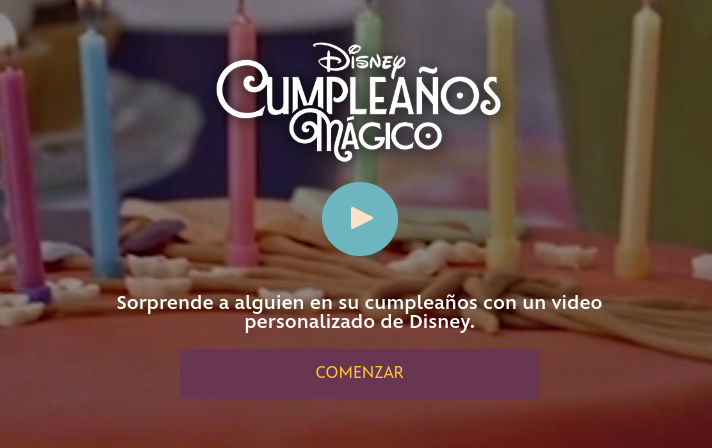 Disney
CUMPLEAÑOS
MÁGICO
Sorprende a alguien en su cumpleaños con un video
personalizado de Disney.
COMENZAR